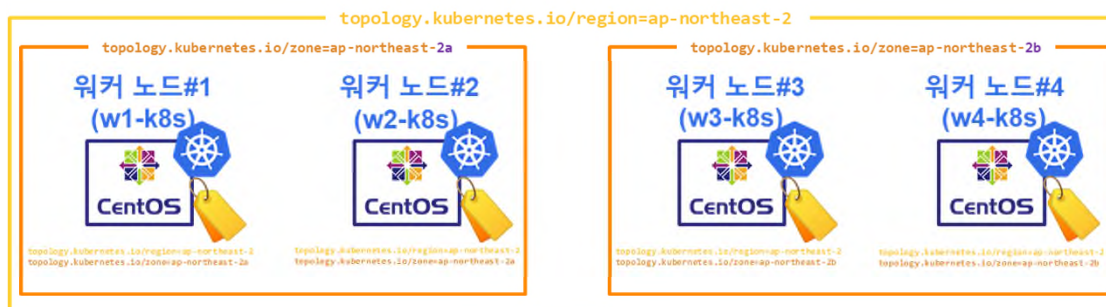 topology.kubernetes.io/region=ap-northeast-2
topology.kubernetes.io/zone=ap-northeast-2a
topology.kubernetes.io/zone=ap-northeast-2b
워커 노드#1
(w1-k8s)
CentOS
topology.kubernetes.io/region=ap-northeast-2
topology.kubernetes.io/zone=ap-northeast-2a
워커 노드#2
(w2-k8s)
CentOS
topology.kubernetes.io/region=ap-northeast-2
topology.kubernetes.io/zone=ap-northeast-2a
워커 노드#3
(w3-k8s)
CentOS
topology.kubernetes.io/region=ap-northeast-2
topology.kubernetes.io/zone=ap-northeast-2b
워커 노드#4
(w4-k8s)
CentOS
topology.kubernetes.io/region=ap-northeast-2
topology.kubernetes.io/zone=ap-northeast-2b